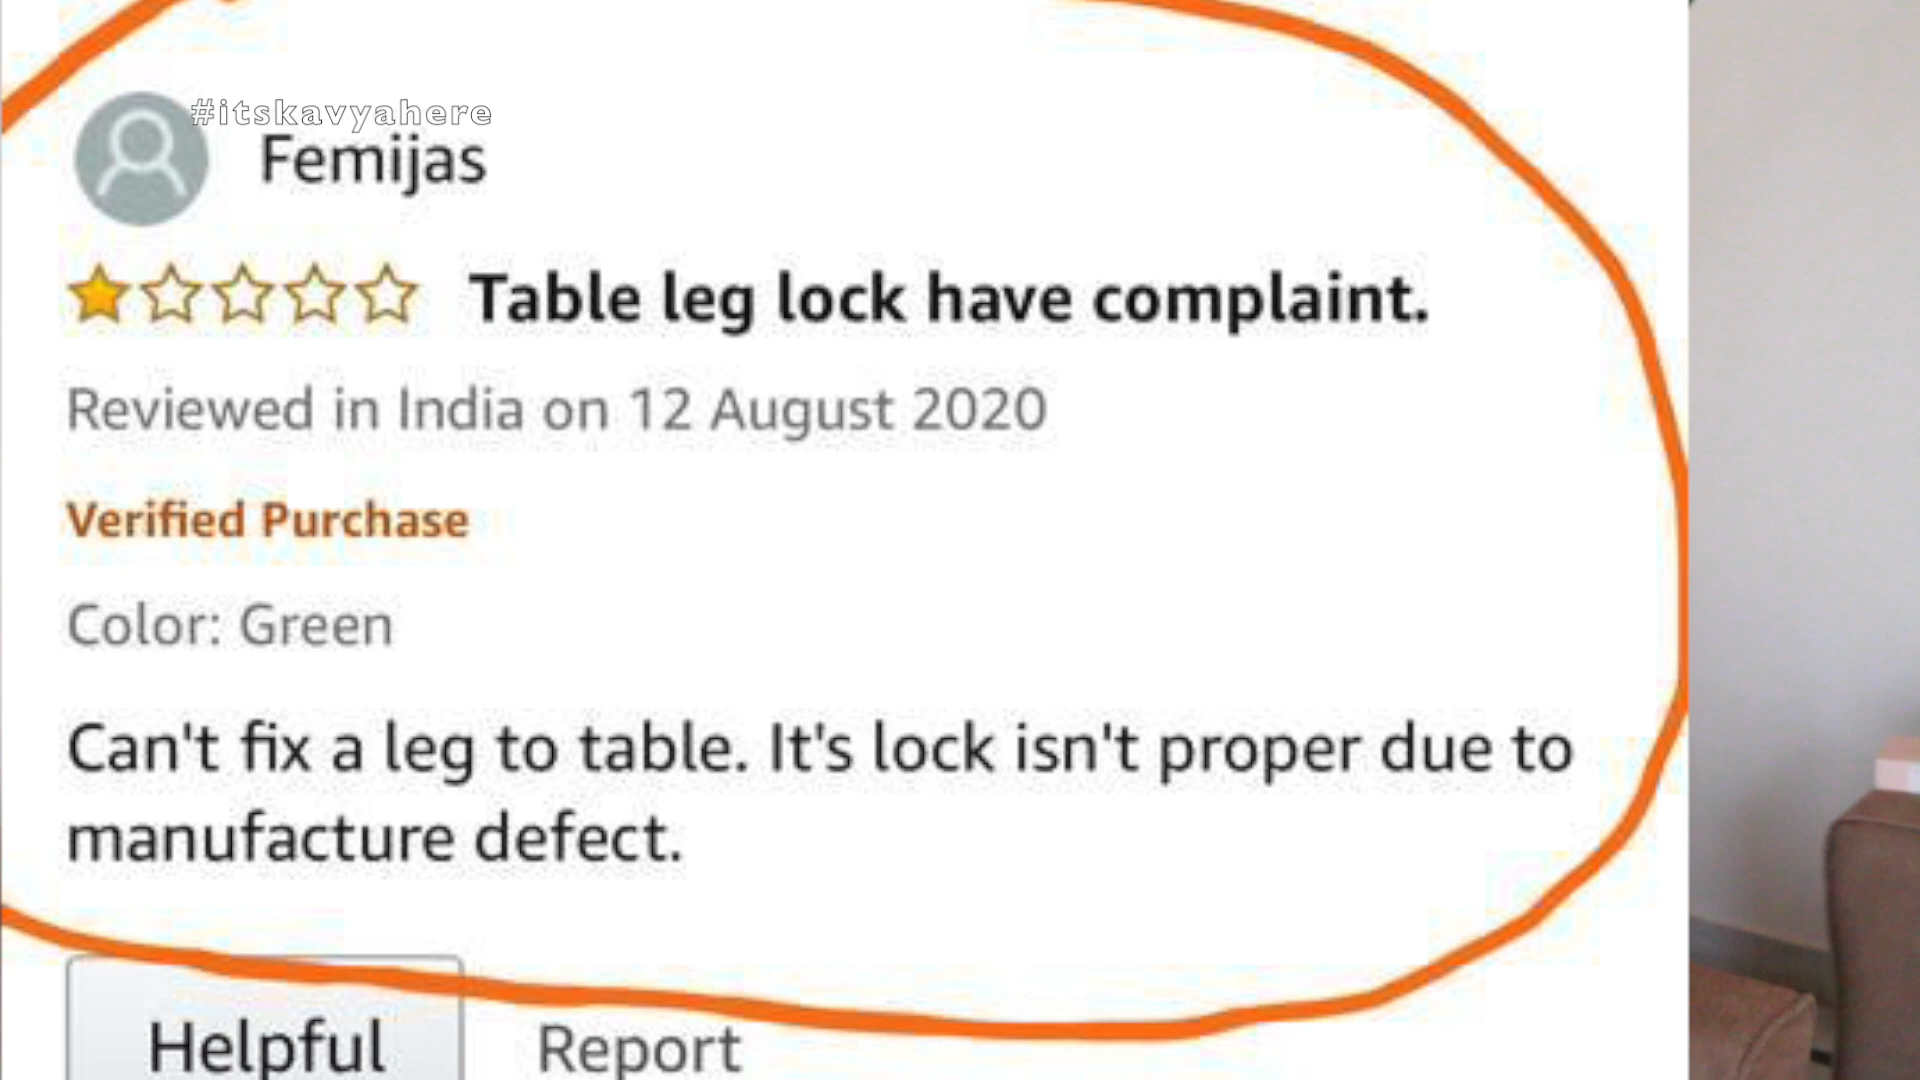 #itskavyahere
Femijas
Table leg lock have complaint.
Reviewed in India on 12 August 2020
Verified Purchase
Color: Green
Can't fix a leg to table. It's lock isn't proper due to
manufacture defect.
Helpful
Report